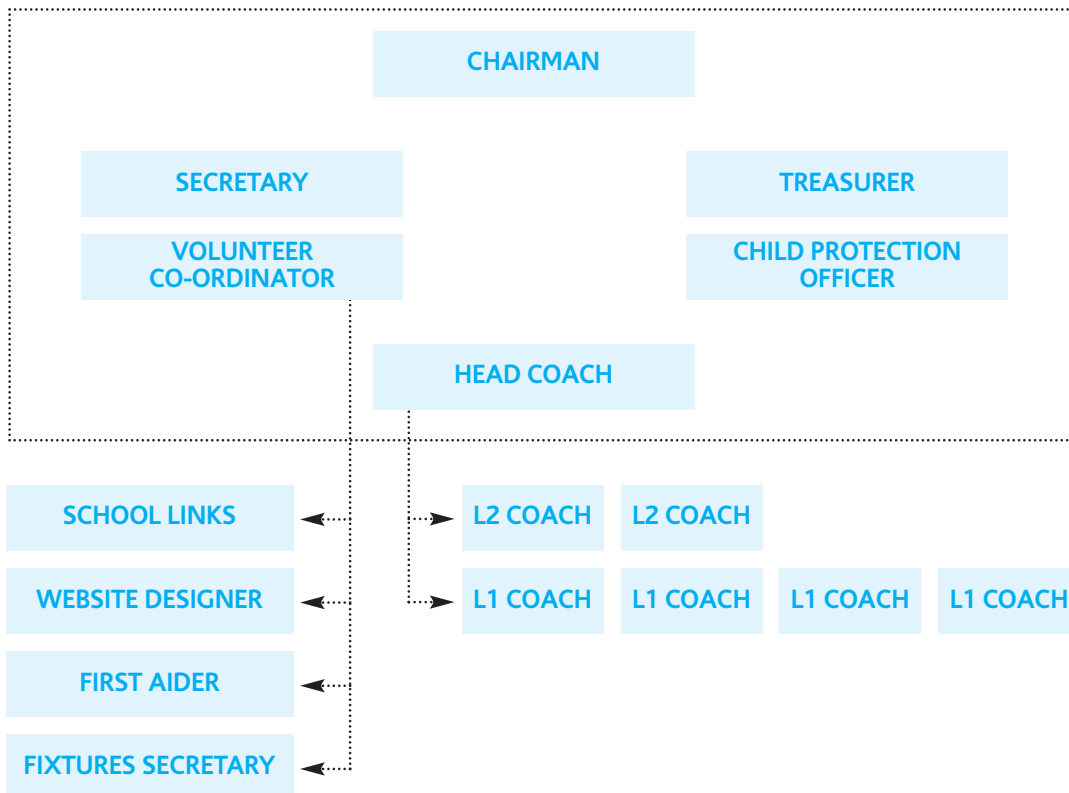 CHAIRMAN
SECRETARY
TREASURER
VOLUNTEER
CO-ORDINATOR
CHILD PROTECTION
OFFICER
HEAD COACH
SCHOOL LINKS
L2 COACH
L2 COACH
WEBSITE DESIGNER
L1 COACH
L1 COACH
L1 COACH
L1 COACH
FIRST AIDER
FIXTURES SECRETARY